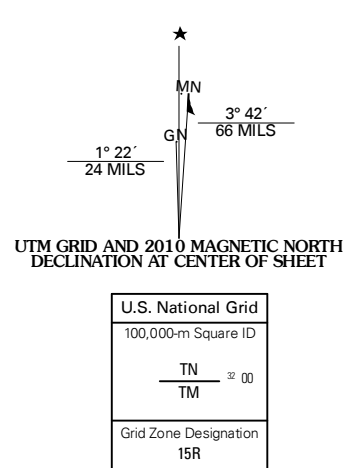 ★
MN
3° 42´
66 MILS
GN
1° 22´
24 MILS
UTM GRID AND 2010 MAGNETIC NORTH
DECLINATION AT CENTER OF SHEET
U.S. National Grid
100,000-m Square ID
TN
32 00
TM
Grid Zone Designation
15R